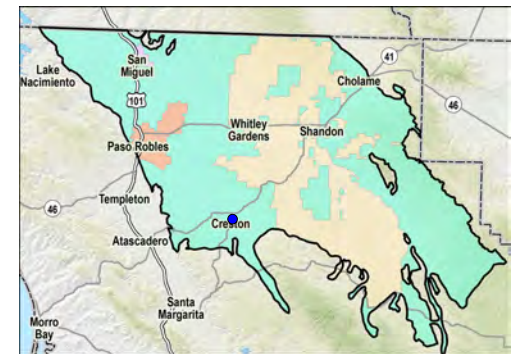 San
Miguel
Lake
Nacimiento
41
Cholame
101
46
Whitley
Gardens
Shandon
Paso Robles
Templeton
46
Creston
Atascadero
Santa
Margarita
Morro
Bay